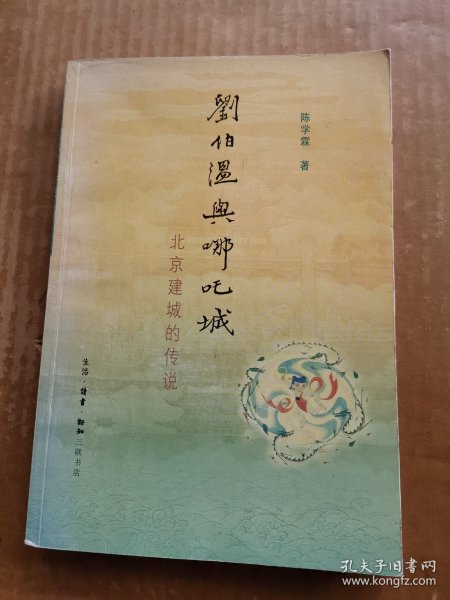 劉伯溫與哪吒城
北京建城的传说
陈学霖 著
生活·讀書·新知三联书店
孔夫子旧书网
www.kongfz.com